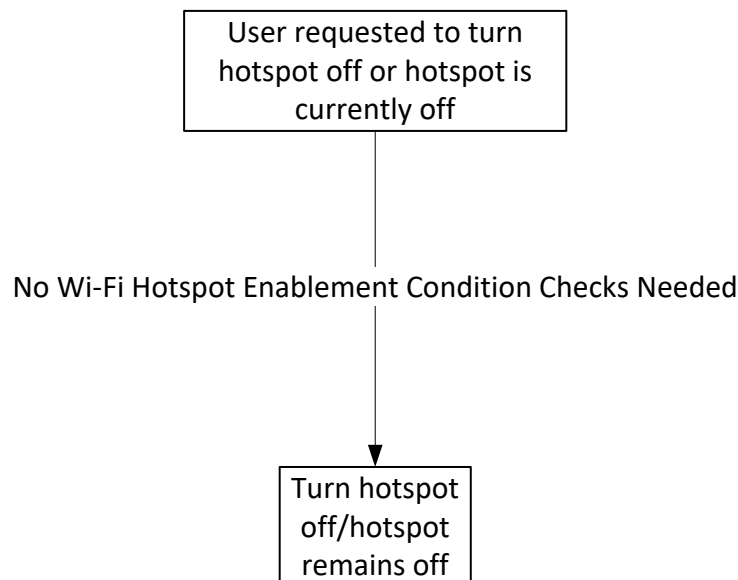 User requested to turn
hotspot off or hotspot is
currently off
No Wi-Fi Hotspot Enablement Condition Checks Needed
Turn hotspot
off/hotspot
remains off